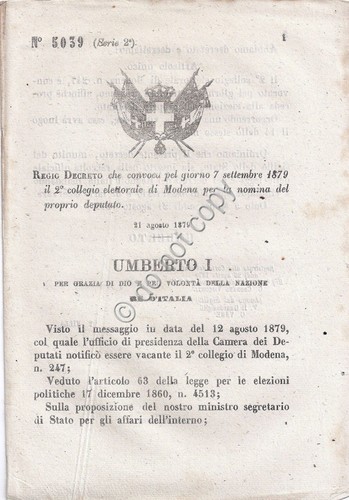 N° 5039 (Serie 2ª)
1
REGIO DECRETO che convoca pel giorno 7 settembre 1879
il 2° collegio elettorale di Modena per la nomina del
proprio deputato.
21 agosto 1879
do not copy
UMBERTO I
PER GRAZIA DI DIO E PER VOLONTÀ DELLA NAZIONE
RE D'ITALIA
Visto il messaggio in data del 12 agosto 1879,
col quale l'ufficio di presidenza della Camera dei De-
putati notificò essere vacante il 2° collegio di Modena,
n. 247;
Veduto l'articolo 63 della legge per le elezioni
politiche 17 dicembre 1860, n. 4513;
Sulla proposizione del nostro ministro segretario
di Stato per gli affari dell'interno;